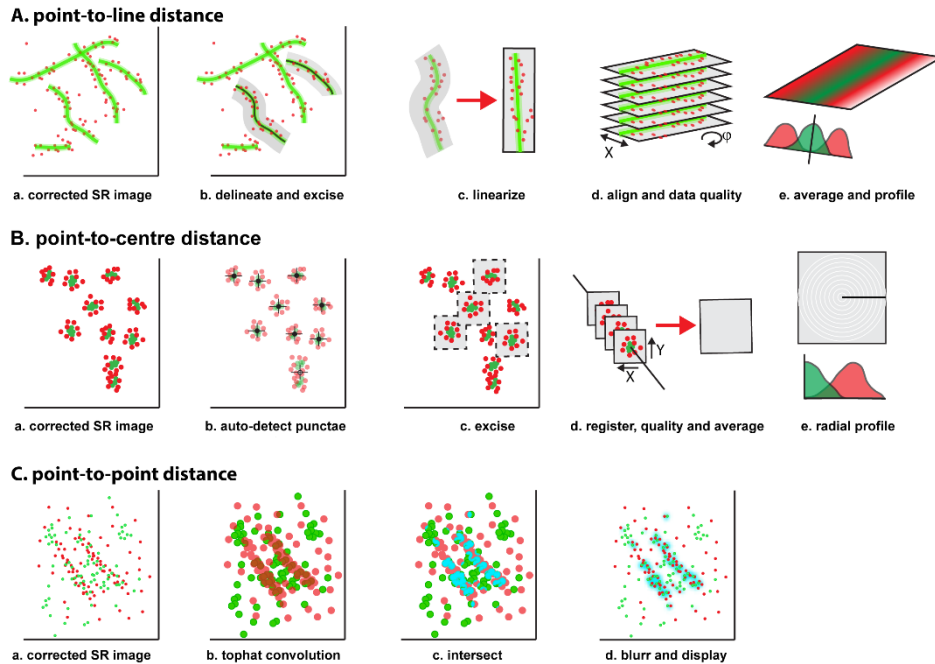 A. point-to-line distance
X
φ
a. corrected SR image
b. delineate and excise
c. linearize
d. align and data quality
e. average and profile
B. point-to-centre distance
Y
X
a. corrected SR image
b. auto-detect punctae
c. excise
d. register, quality and average
e. radial profile
C. point-to-point distance
a. corrected SR image
b. tophat convolution
c. intersect
d. blurr and display